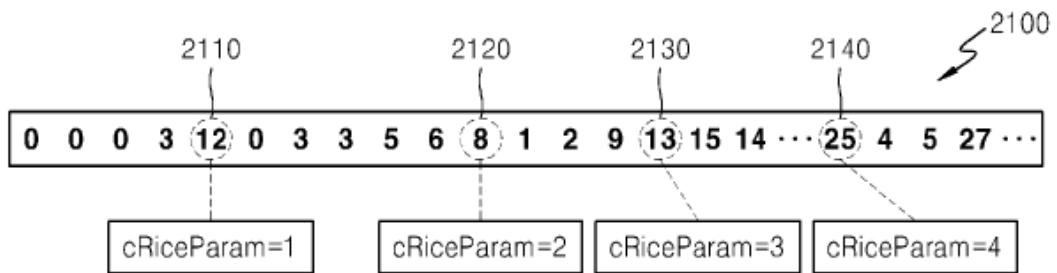 2100
2110 2120 2130 2140
0 0 0 3 12 0 3 3 5 6 8 1 2 9 13 15 14 ··· 25 4 5 27 ···
cRiceParam=1 cRiceParam=2 cRiceParam=3 cRiceParam=4